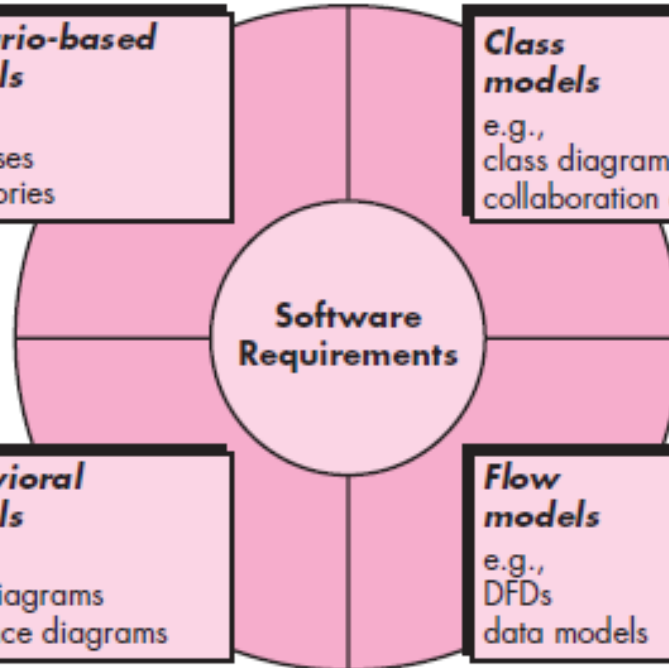 rio-based
ls
ses
ories
Class
models
e.g.,
class diagram
collaboration
Software
Requirements
vioral
ls
iagrams
ce diagrams
Flow
models
e.g.,
DFDs
data models